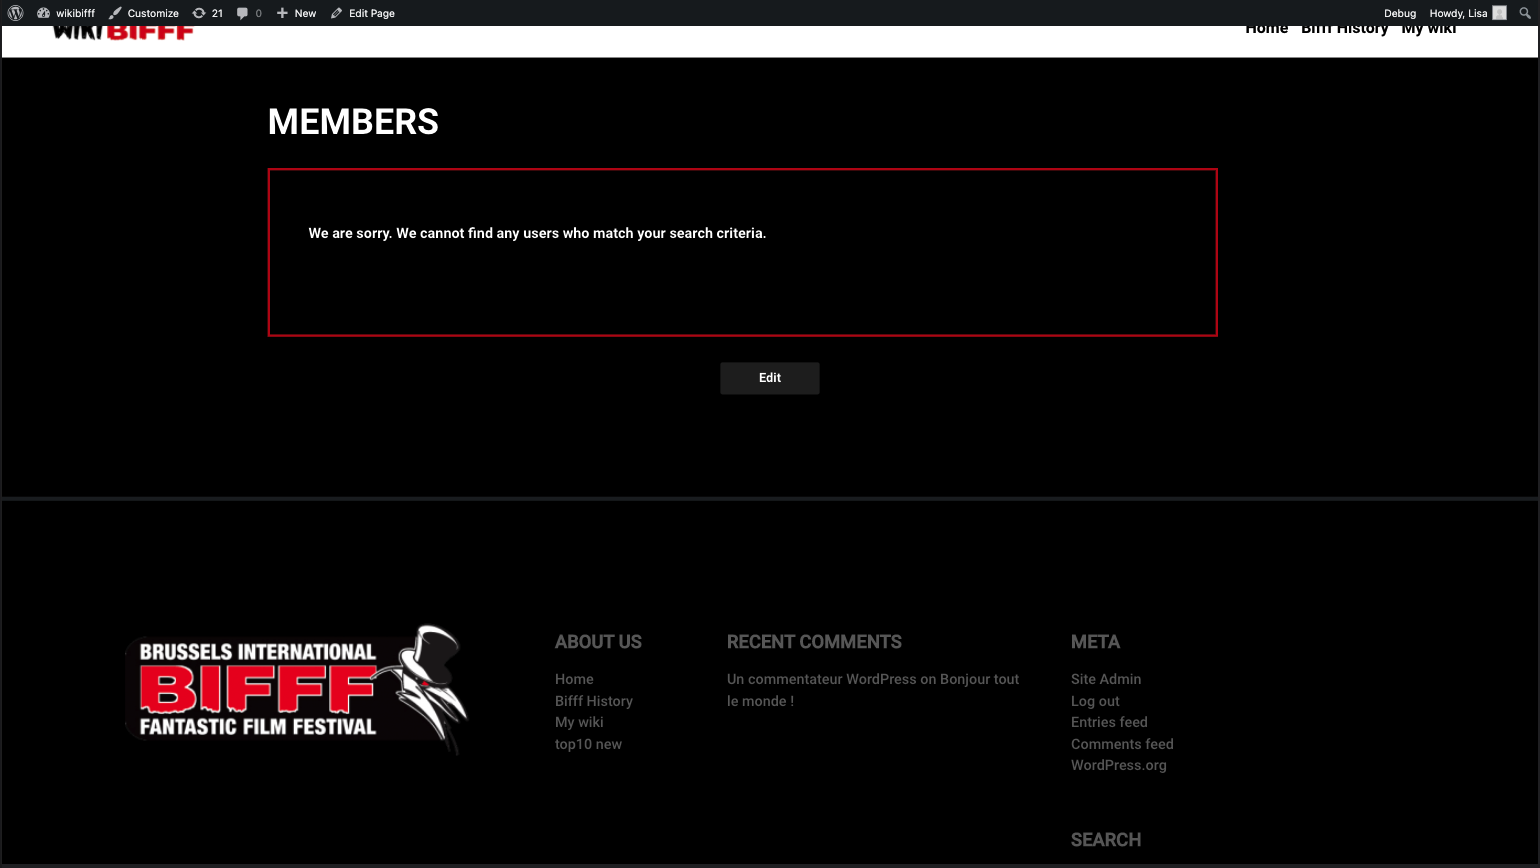 wikibifff Customize 21 0 New Edit Page Debug Howdy, Lisa
WIKI BIFFF Home Bifff History My wiki
MEMBERS
We are sorry. We cannot find any users who match your search criteria.
Edit
BRUSSELS INTERNATIONAL
BIFFF
FANTASTIC FILM FESTIVAL
ABOUT US
Home
Bifff History
My wiki
top10 new
RECENT COMMENTS
Un commentateur WordPress on Bonjour tout
le monde !
META
Site Admin
Log out
Entries feed
Comments feed
WordPress.org
SEARCH